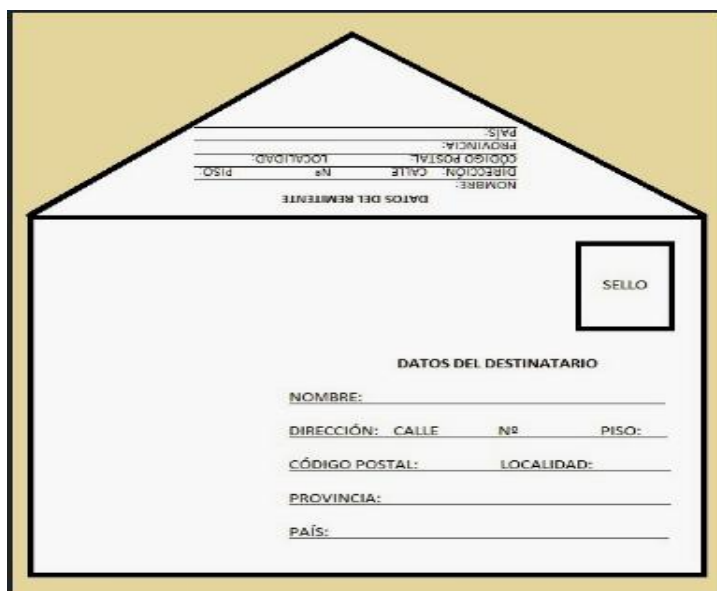 DATOS DEL REMITENTE
NOMBRE:
DIRECCIÓN: CALLE Nº PISO:
CÓDIGO POSTAL: LOCALIDAD:
PROVINCIA:
PAÍS:
SELLO
DATOS DEL DESTINATARIO
NOMBRE:
DIRECCIÓN: CALLE Nº PISO:
CÓDIGO POSTAL: LOCALIDAD:
PROVINCIA:
PAÍS: